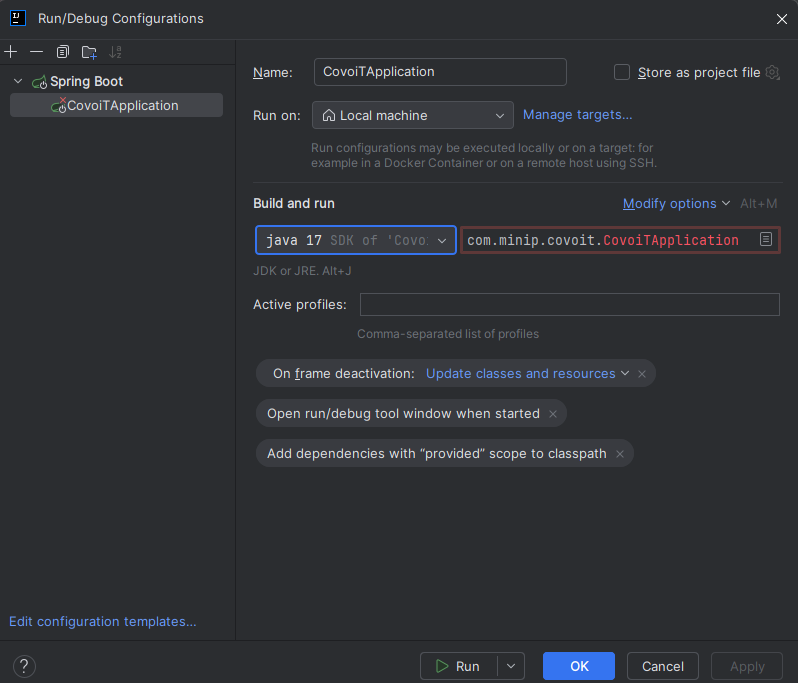 Run/Debug Configurations
Spring Boot
CovoiTApplication
Name:
CovoiTApplication
Store as project file
Run on:
Local machine
Manage targets...
Run configurations may be executed locally or on a target: for
example in a Docker Container or on a remote host using SSH.
Build and run
Modify options
Alt+M
java 17 SDK of 'Covo
com.minip.covoit.CovoiTApplication
JDK or JRE. Alt+J
Active profiles:
Comma-separated list of profiles
On frame deactivation: Update classes and resources
Open run/debug tool window when started
Add dependencies with “provided” scope to classpath
Edit configuration templates...
?
Run
OK
Cancel
Apply